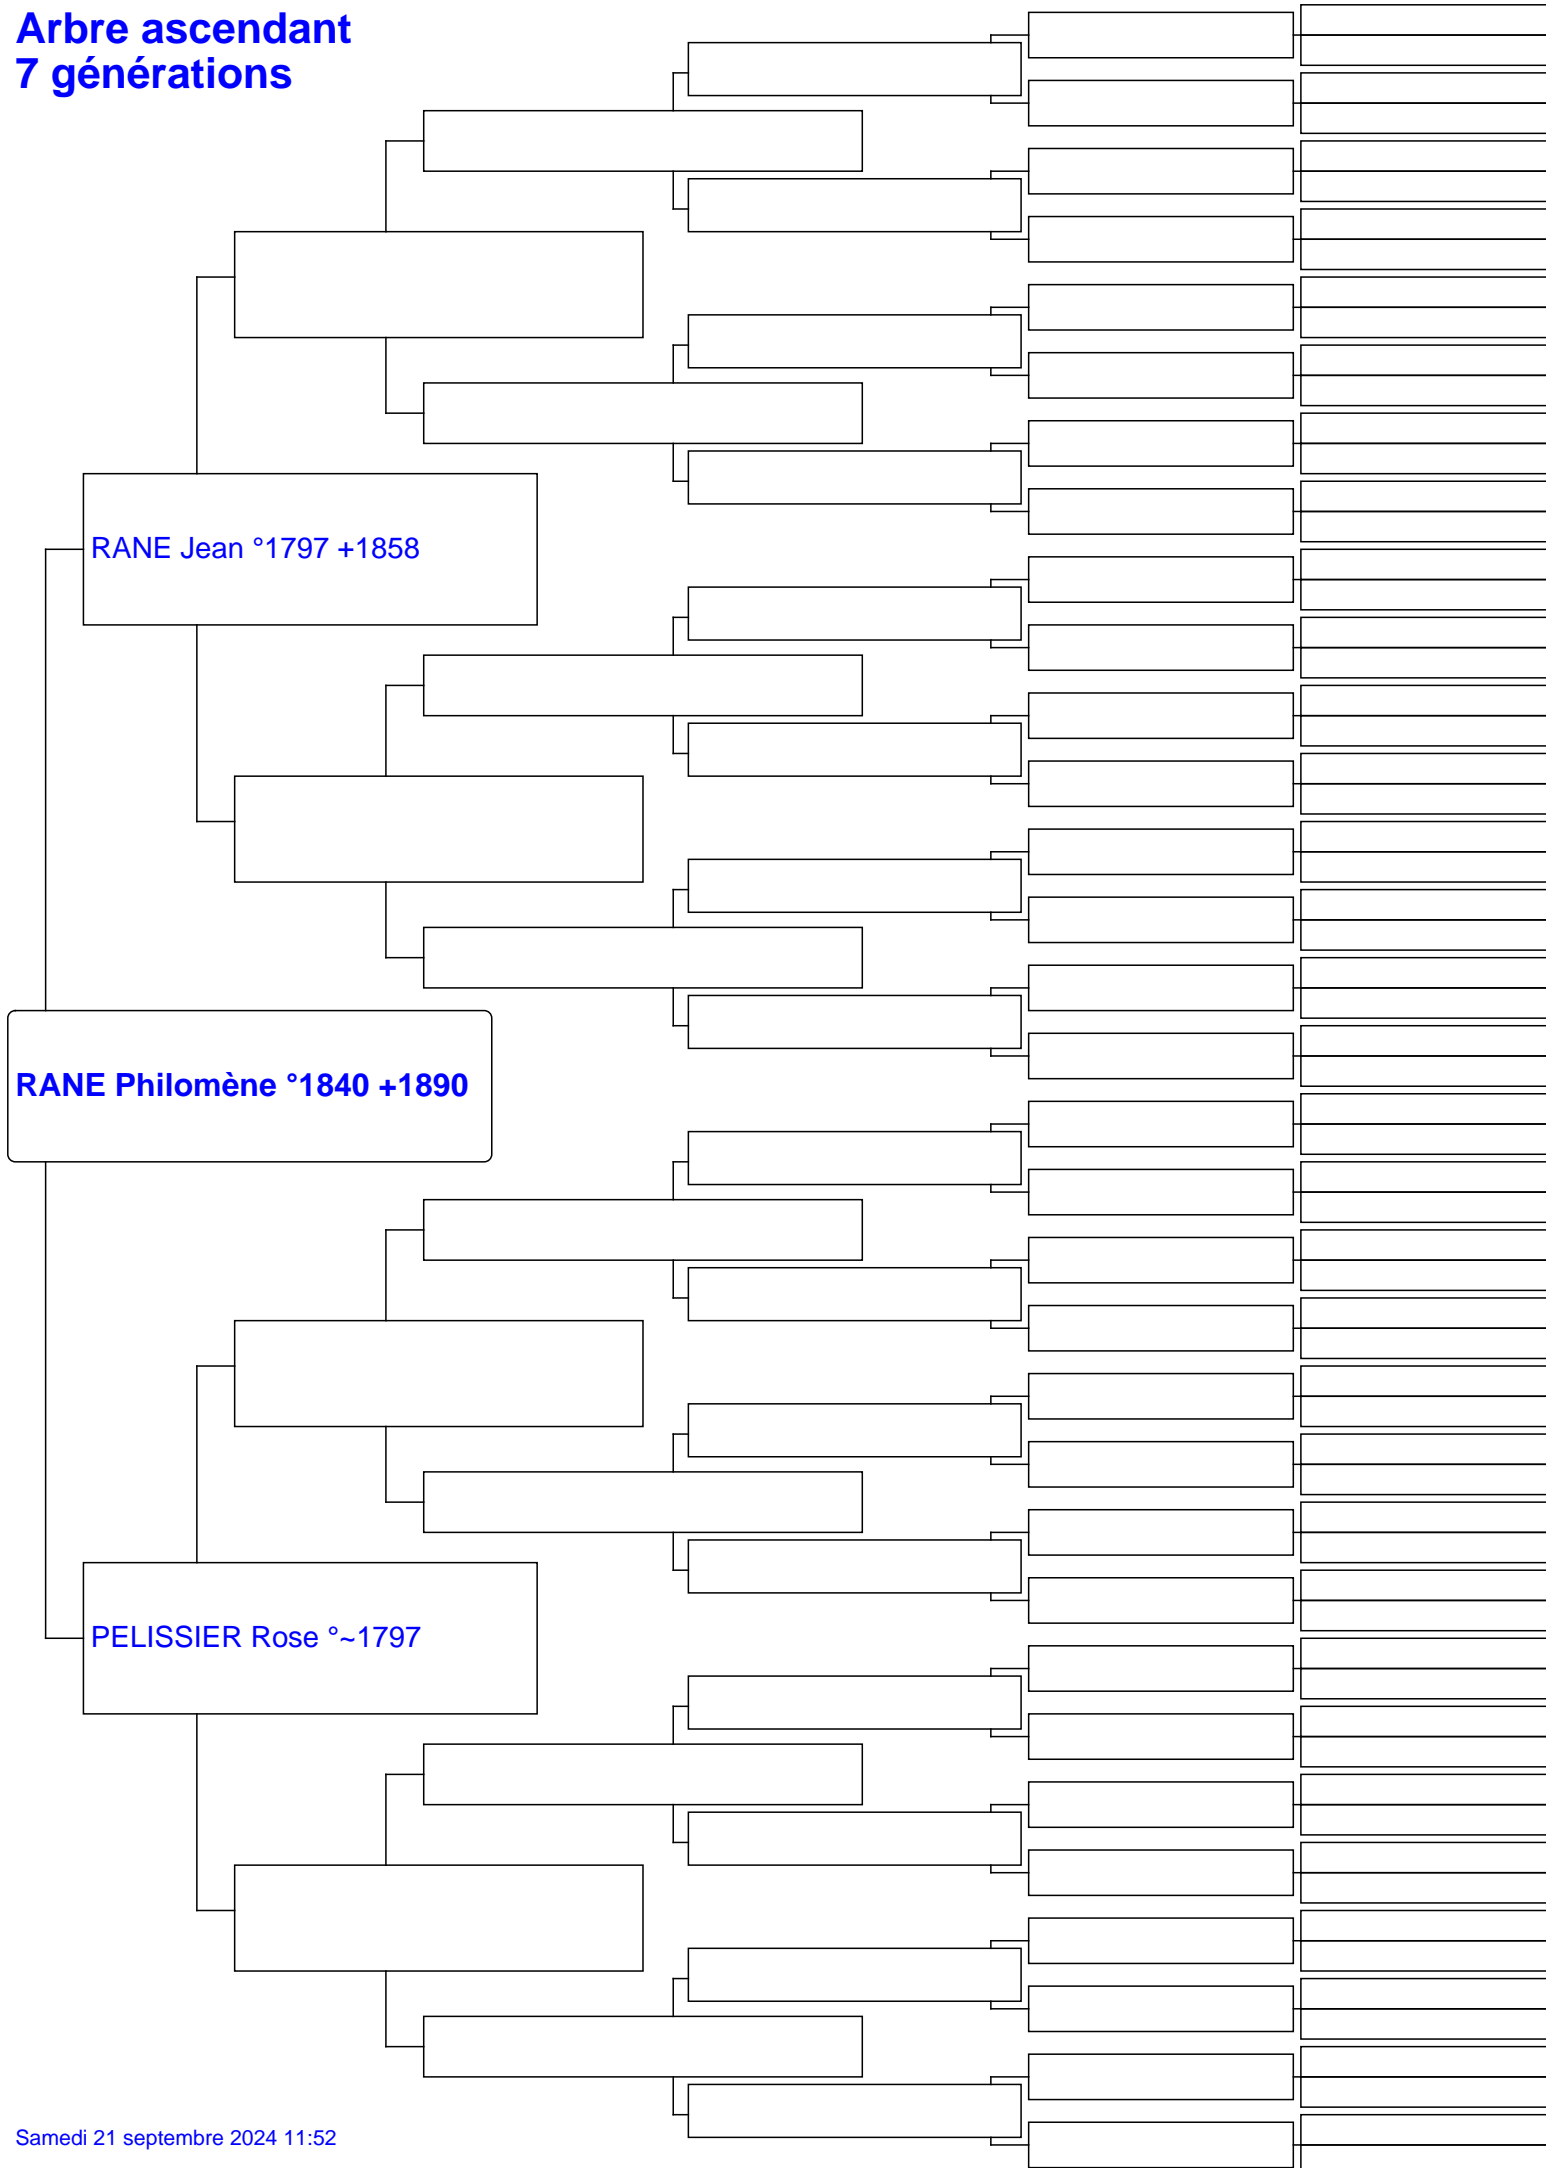 Arbre ascendant
7 générations
RANE Jean °1797 +1858
RANE Philomène °1840 +1890
PELISSIER Rose °~1797
Samedi 21 septembre 2024 11:52